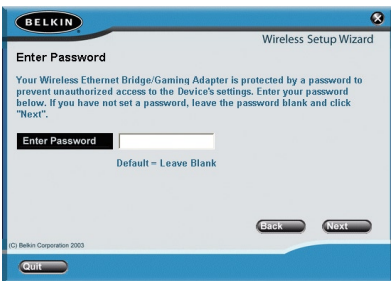 BELKIN
Wireless Setup Wizard
Enter Password
Your Wireless Ethernet Bridge/Gaming Adapter is protected by a password to
prevent unauthorized access to the Device's settings. Enter your password
below. If you have not set a password, leave the password blank and click
"Next".
Enter Password
Default = Leave Blank
Back Next
(C) Belkin Corporation 2003
Quit